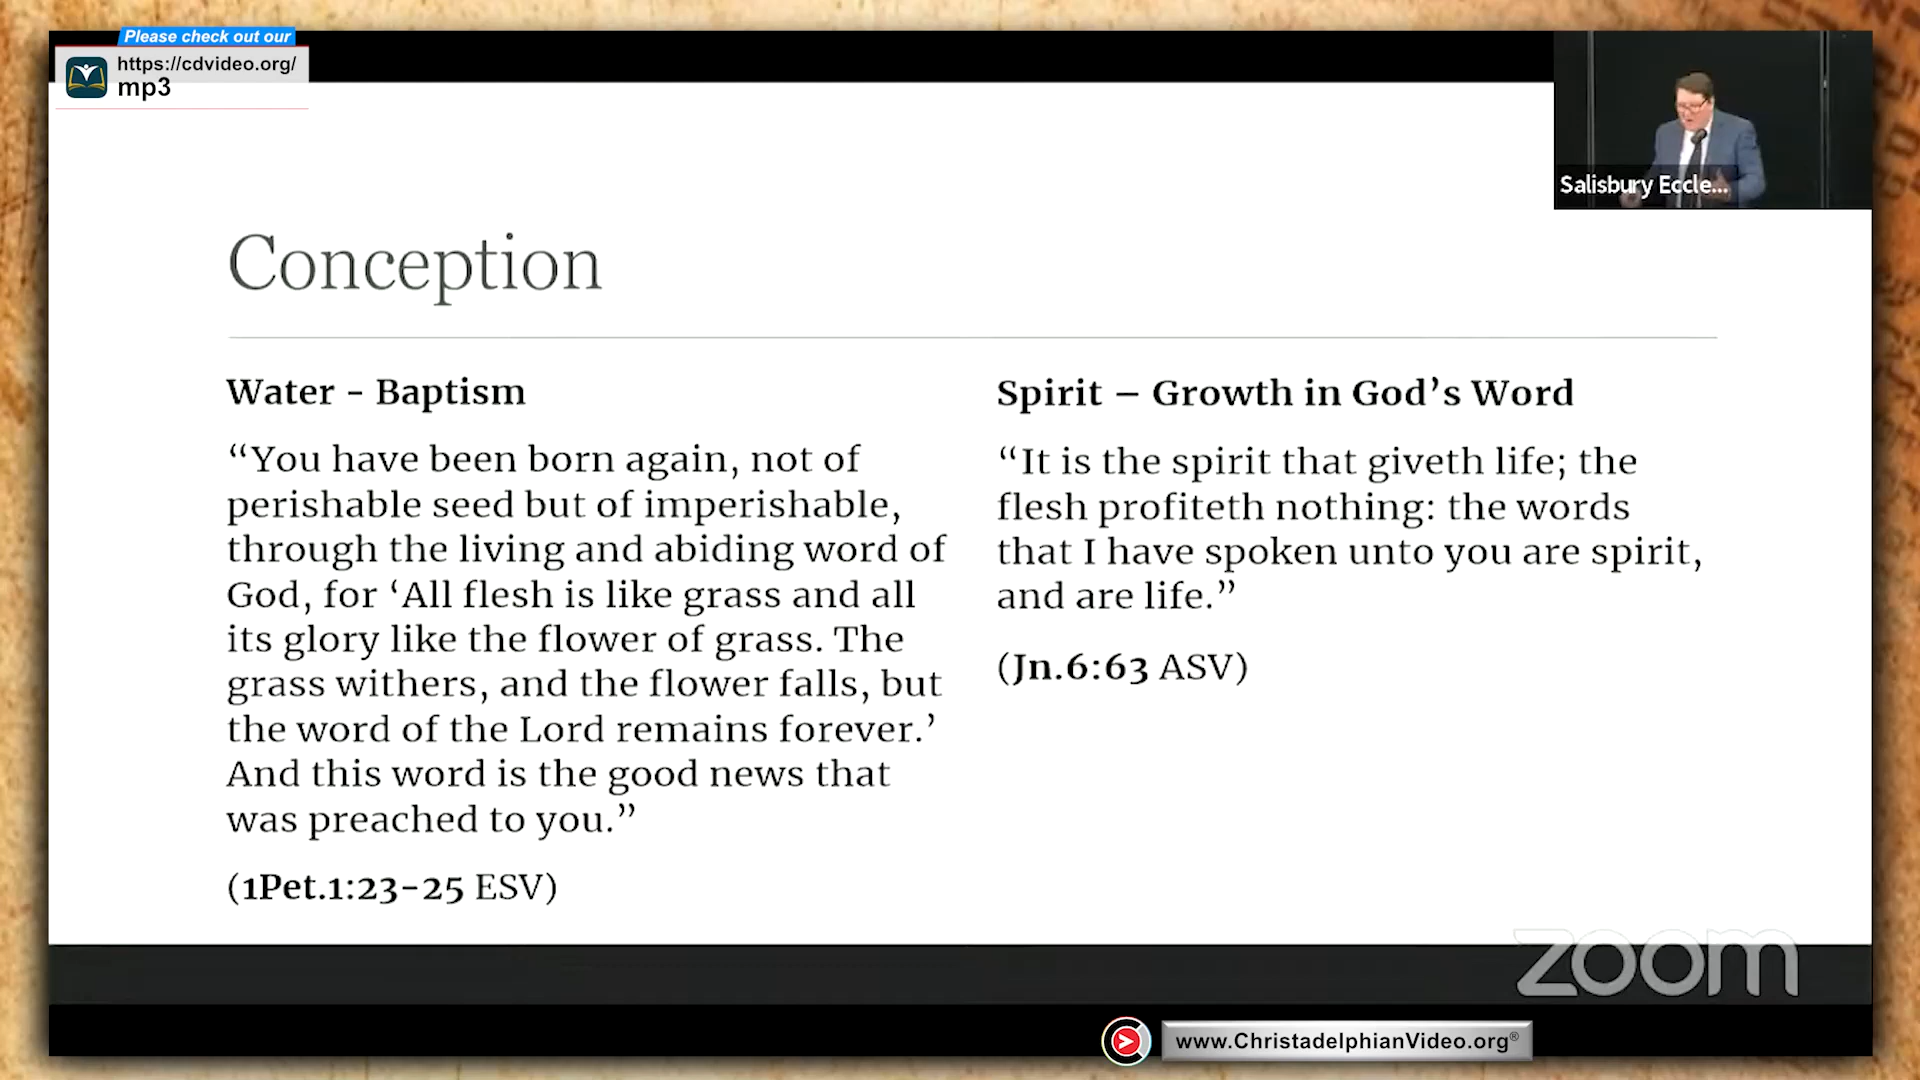 Please check out our
https://cdvideo.org/
mp3
Salisbury Eccle...
Conception
Water - Baptism
“You have been born again, not of
perishable seed but of imperishable,
through the living and abiding word of
God, for ‘All flesh is like grass and all
its glory like the flower of grass. The
grass withers, and the flower falls, but
the word of the Lord remains forever.’
And this word is the good news that
was preached to you.”
(1Pet.1:23-25 ESV)
Spirit – Growth in God’s Word
“It is the spirit that giveth life; the
flesh profiteth nothing: the words
that I have spoken unto you are spirit,
and are life.”
(Jn.6:63 ASV)
zoom
www.ChristadelphianVideo.org®